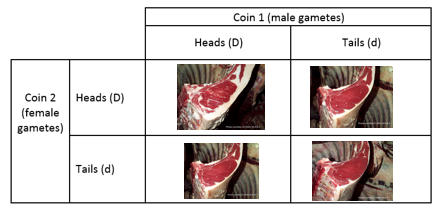 Coin 1 (male gametes)
Heads (D)
Tails (d)
Coin 2
(female
gametes)
Heads (D)
Tails (d)